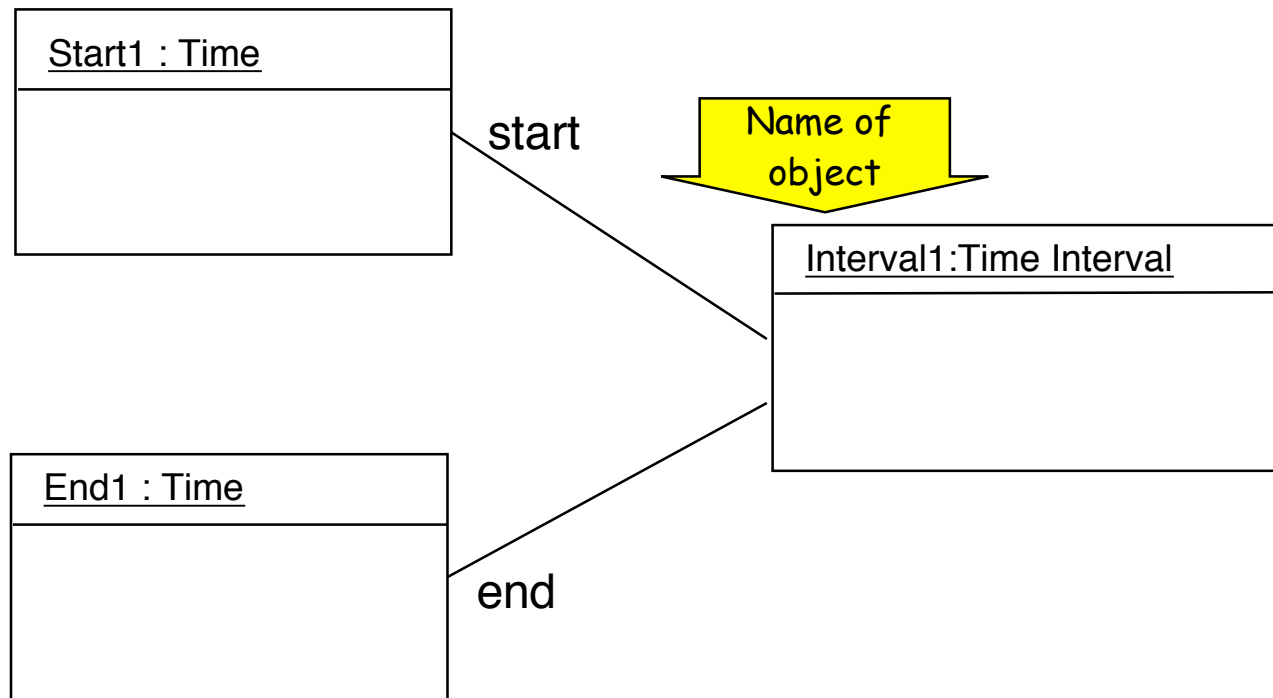 Start1 : Time
start
Name of
object
Interval1:Time Interval
End1 : Time
end